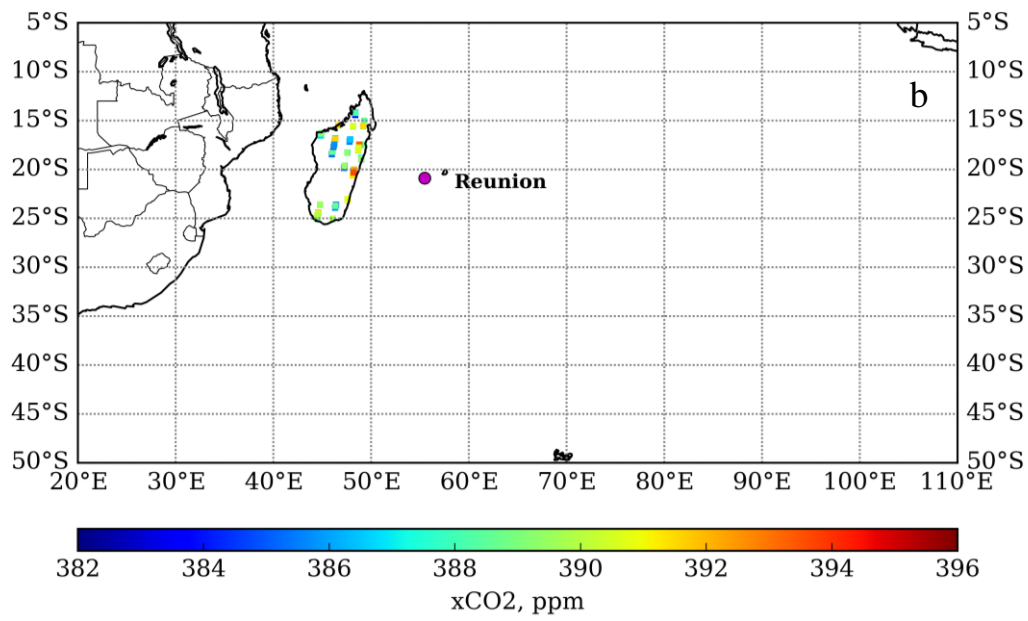 5°S 5°S
10°S 10°S
b
15°S 15°S
20°S 20°S
Reunion
25°S 25°S
30°S 30°S
35°S 35°S
40°S 40°S
45°S 45°S
50°S 50°S
20°E 30°E 40°E 50°E 60°E 70°E 80°E 90°E 100°E 110°E
382 384 386 388 390 392 394 396
xCO2, ppm